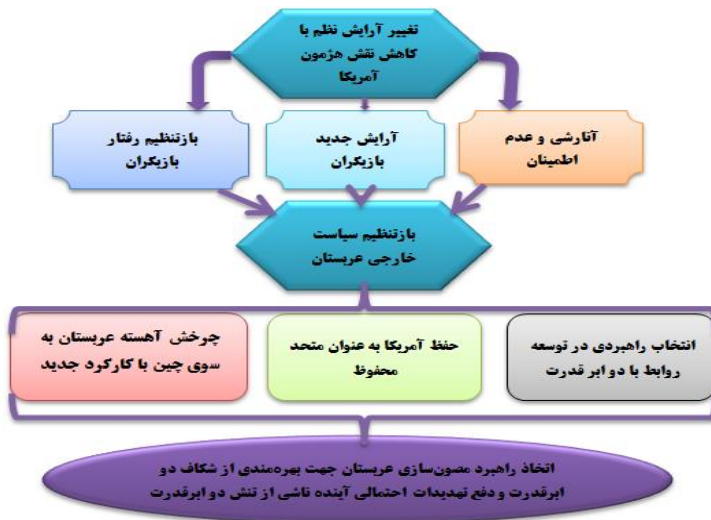 تغییر آرایش نظم با
کاهش نقش هژمون
آمریکا
آنارشی و عدم
اطمینان
آرایش جدید
بازیگران
بازتنظیم رفتار
بازیگران
بازتنظیم سیاست
خارجی عربستان
انتخاب راهبردی در توسعه
روابط با دو ابر قدرت
حفظ آمریکا به عنوان متحد
محفوظ
چرخش آهسته عربستان به
سوی چین با کارکرد جدید
اتخاذ راهبرد مصون‌سازی عربستان جهت بهره‌مندی از شکاف دو
ابرقدرت و دفع تهدیدات احتمالی آینده ناشی از تنش دو ابرقدرت